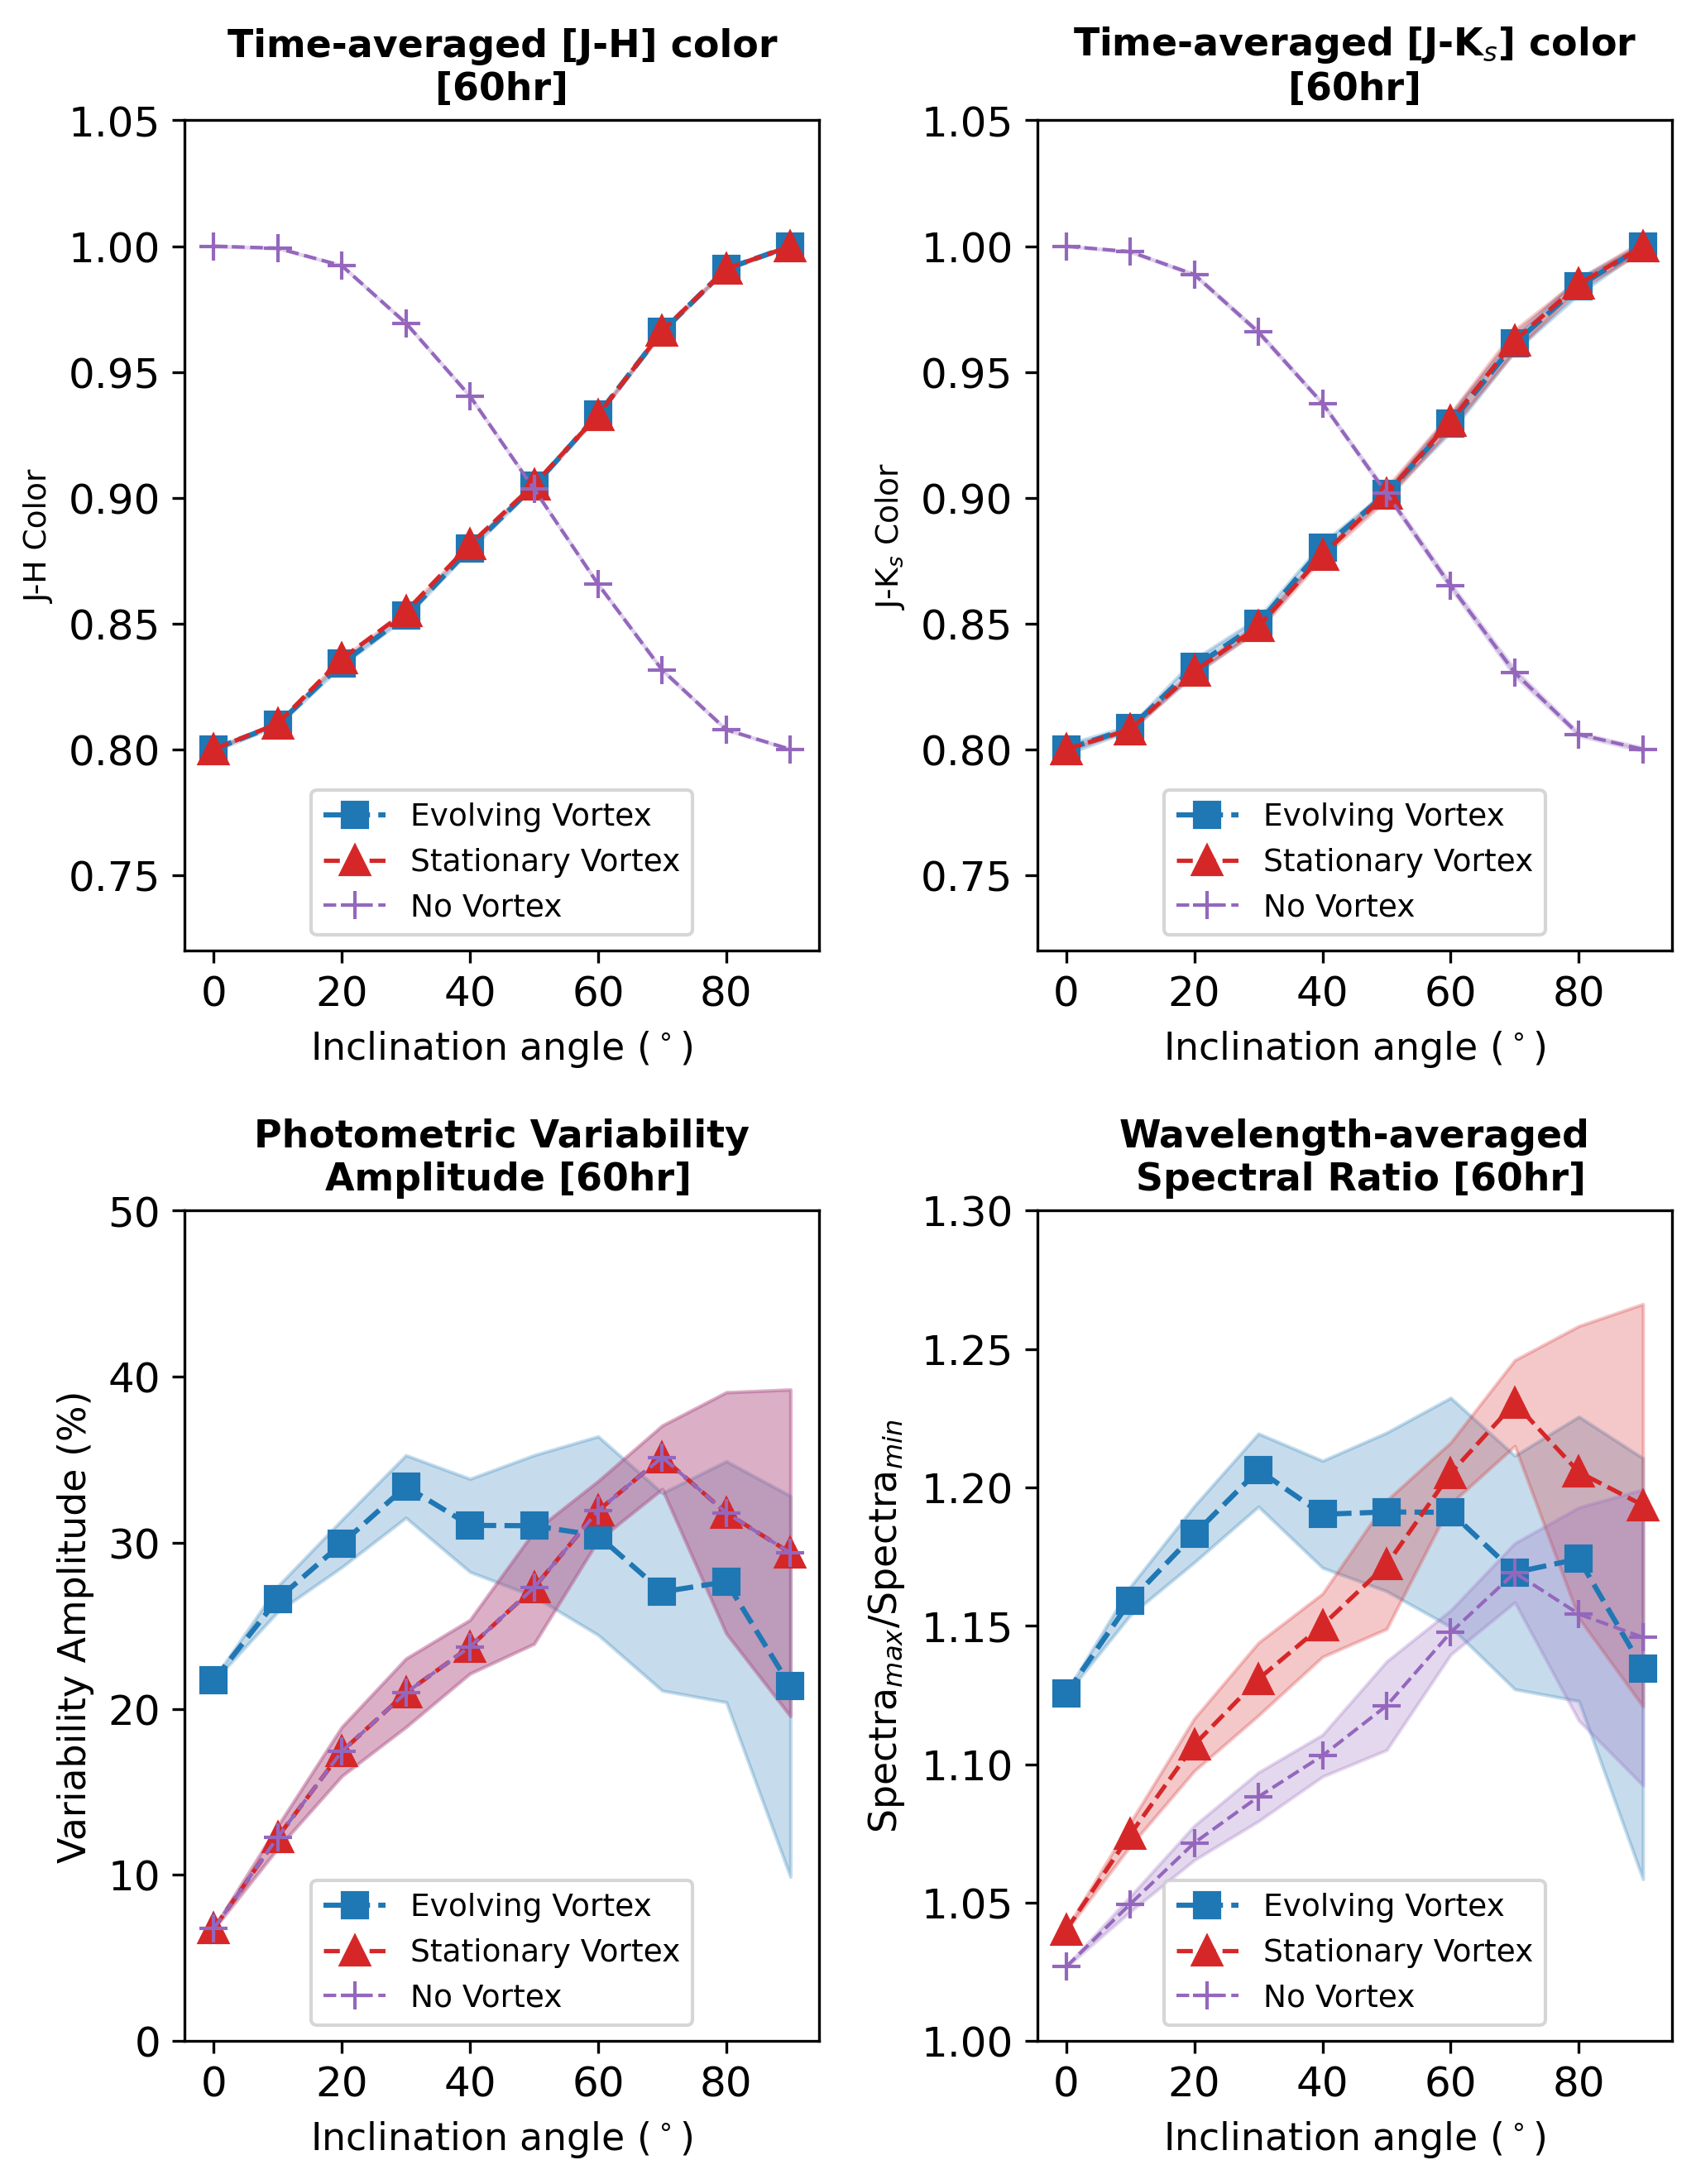 Time-averaged [J-H] color
[60hr]
1.05
1.00
0.95
0.90
0.85
0.80
0.75
J-H Color
Evolving Vortex
Stationary Vortex
No Vortex
0 20 40 60 80
Inclination angle (°)
Time-averaged [J-Ks] color
[60hr]
1.05
1.00
0.95
0.90
0.85
0.80
0.75
J-Ks Color
Evolving Vortex
Stationary Vortex
No Vortex
0 20 40 60 80
Inclination angle (°)
Photometric Variability
Amplitude [60hr]
50
40
30
20
10
0
Variability Amplitude (%)
Evolving Vortex
Stationary Vortex
No Vortex
0 20 40 60 80
Inclination angle (°)
Wavelength-averaged
Spectral Ratio [60hr]
1.30
1.25
1.20
1.15
1.10
1.05
1.00
Spectramax/Spectramin
Evolving Vortex
Stationary Vortex
No Vortex
0 20 40 60 80
Inclination angle (°)